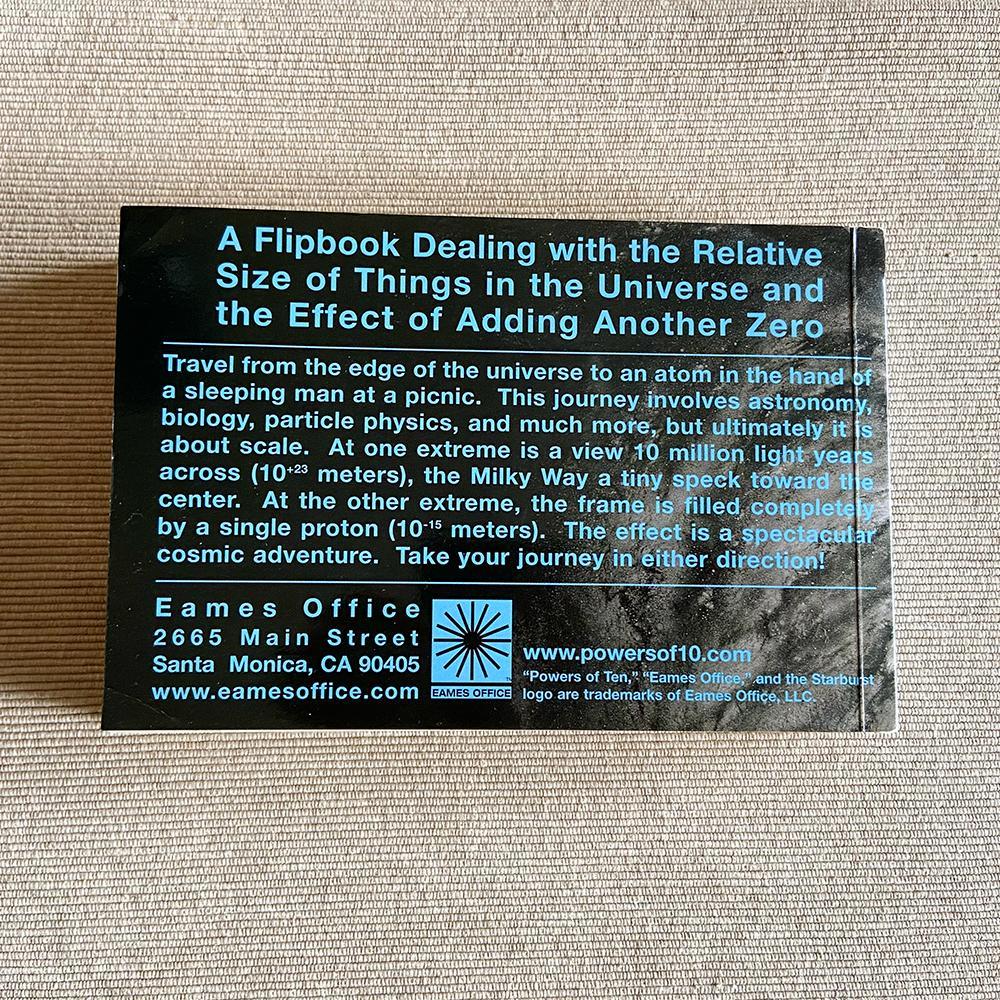 A Flipbook Dealing with the Relative
Size of Things in the Universe and
the Effect of Adding Another Zero
Travel from the edge of the universe to an atom in the hand of
a sleeping man at a picnic. This journey involves astronomy,
biology, particle physics, and much more, but ultimately it is
about scale. At one extreme is a view 10 million light years
across (10⁺²³ meters), the Milky Way a tiny speck toward the
center. At the other extreme, the frame is filled completely
by a single proton (10⁻¹⁵ meters). The effect is a spectacular
cosmic adventure. Take your journey in either direction!
Eames Office
2665 Main Street
Santa Monica, CA 90405
www.eamesoffice.com
EAMES OFFICE
™
www.powersof10.com
“Powers of Ten,” “Eames Office,” and the Starburst
logo are trademarks of Eames Office, LLC.